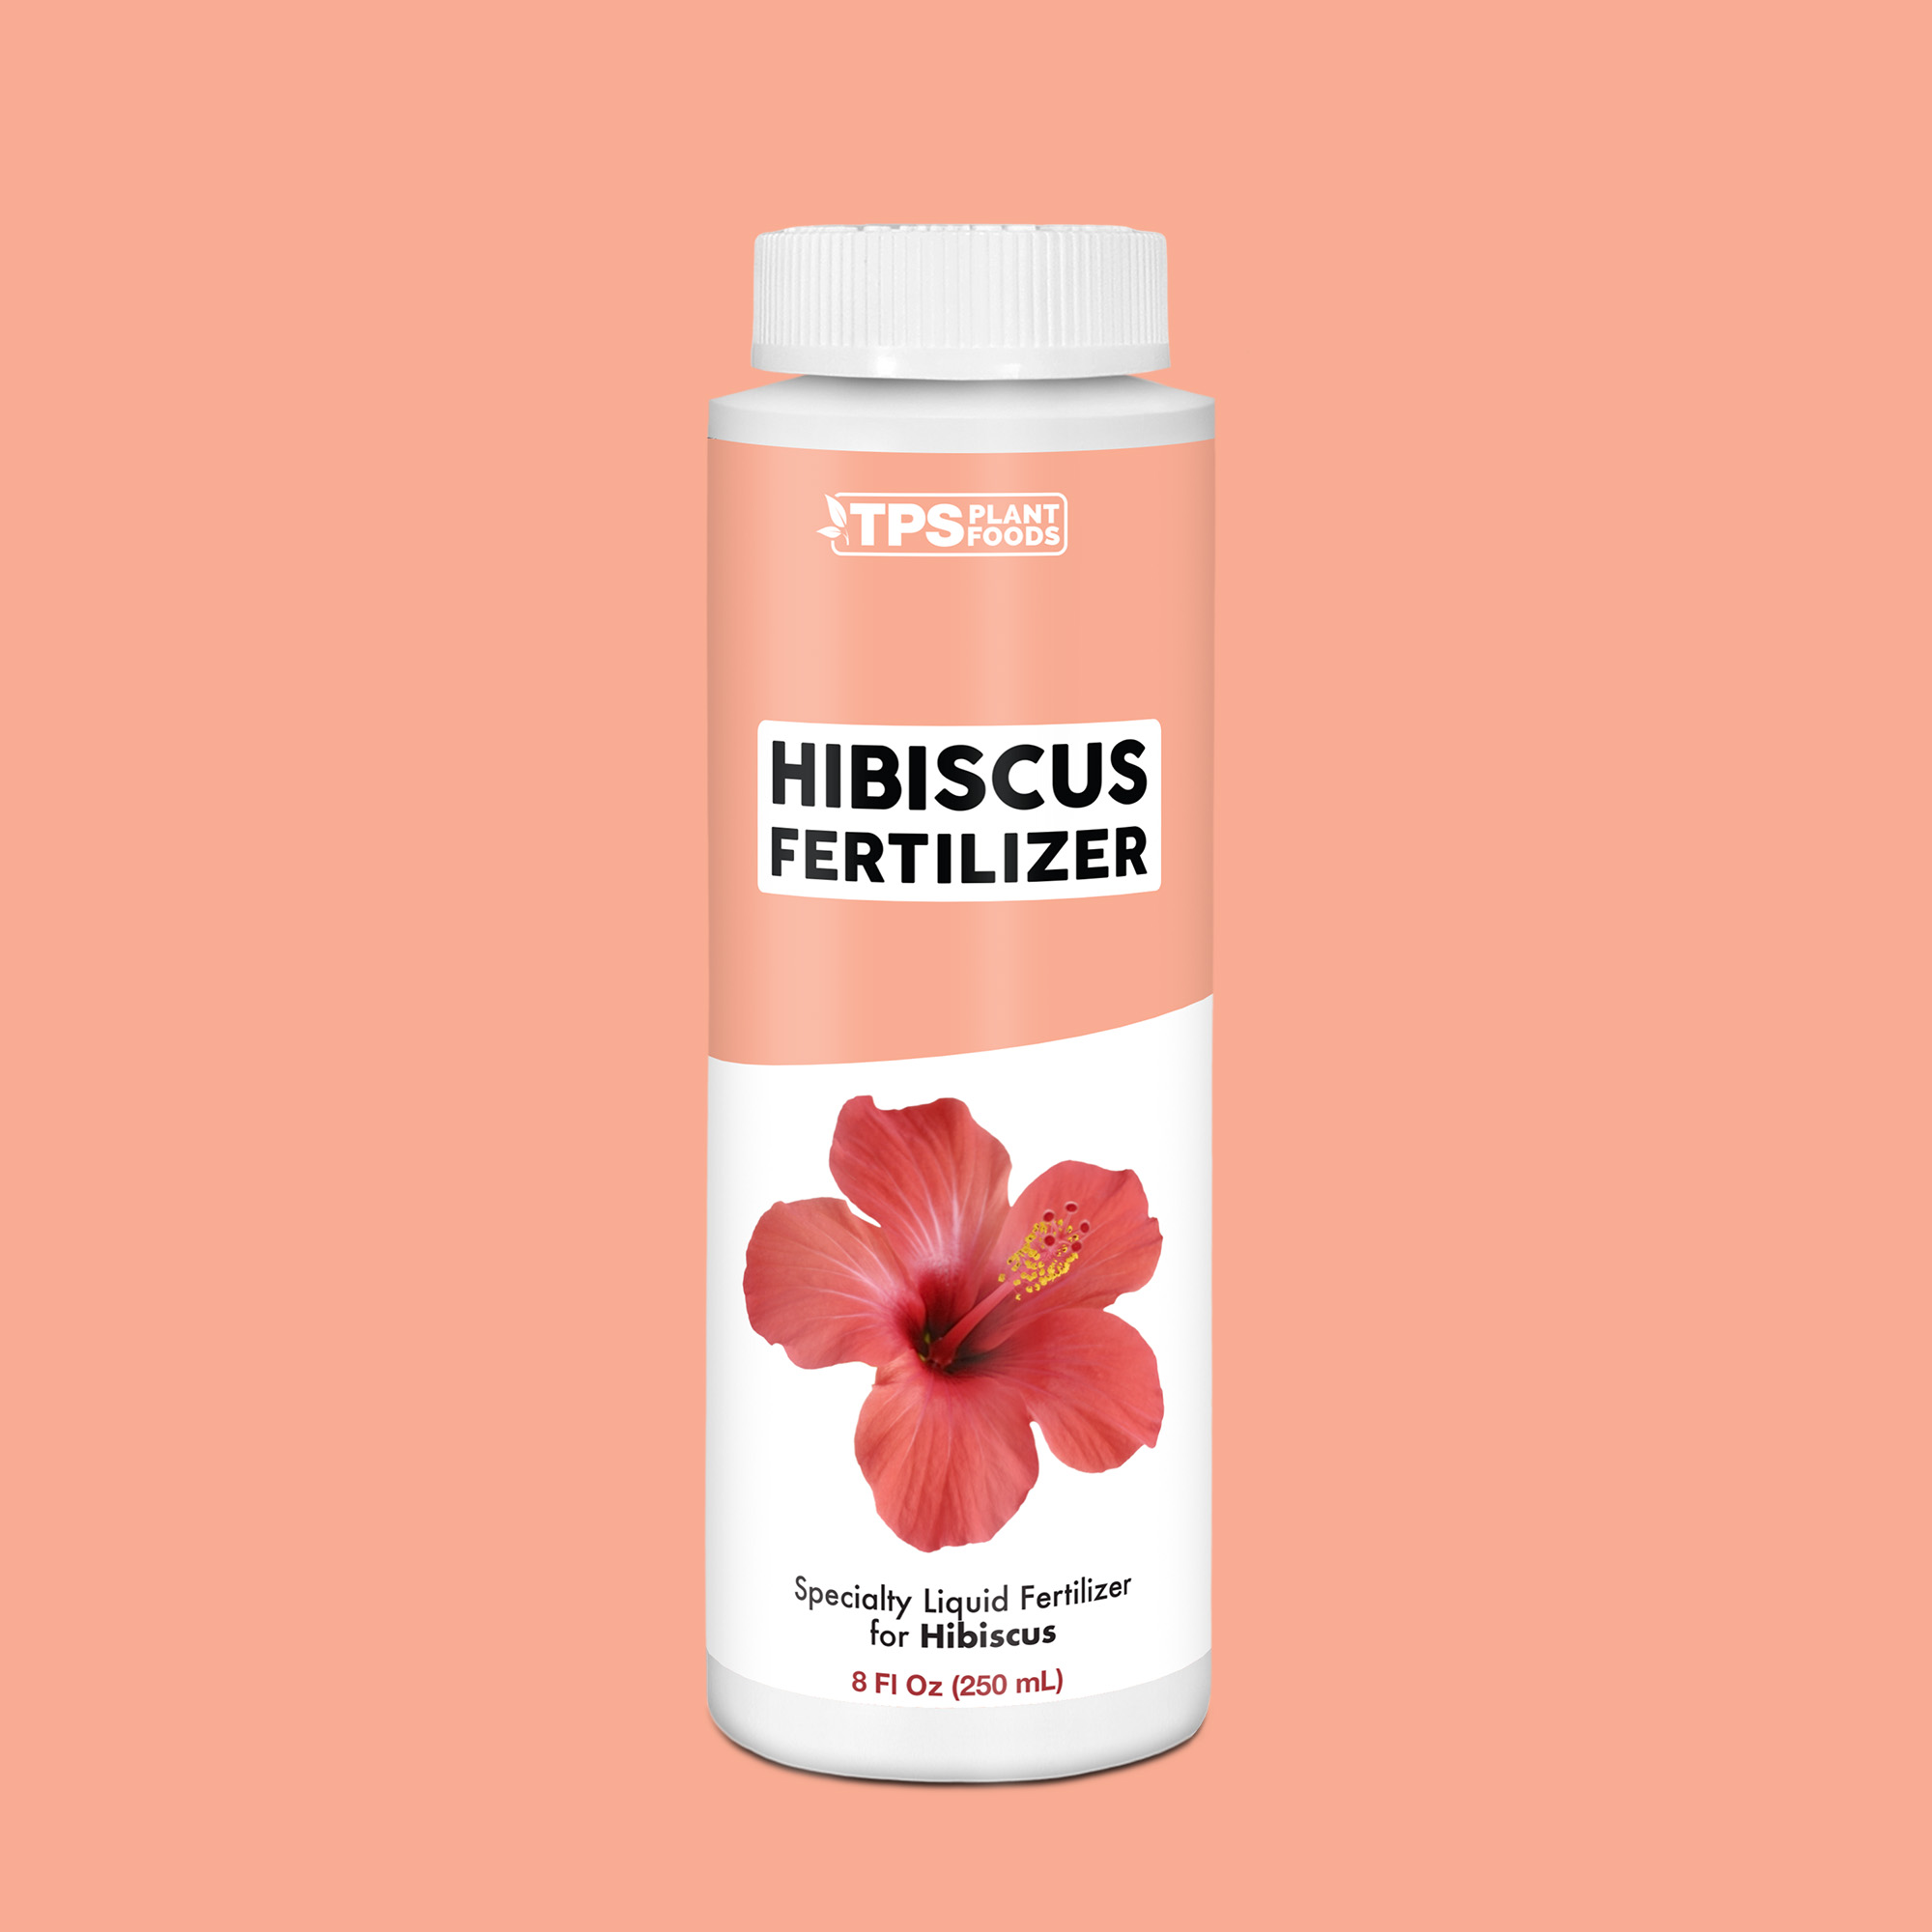 TPS PLANT FOODS
HIBISCUS
FERTILIZER
Specialty Liquid Fertilizer
for Hibiscus
8 Fl Oz (250 mL)